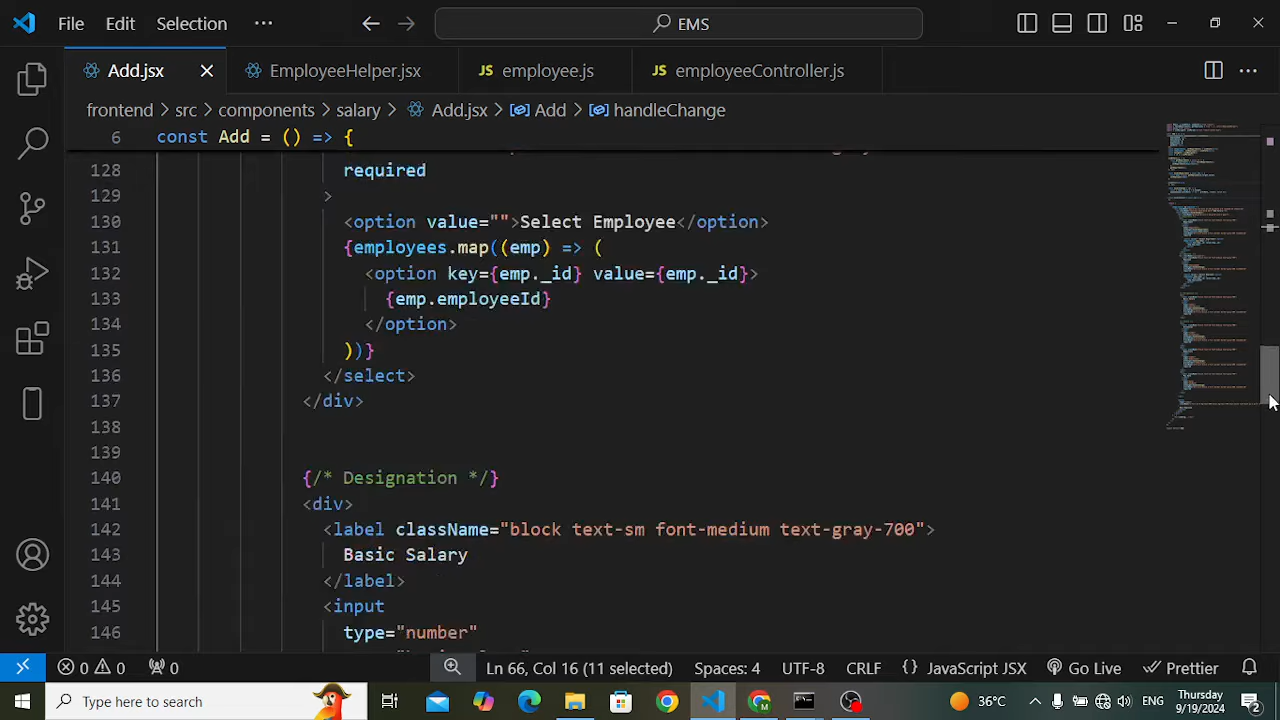 File Edit Selection ··· EMS
Add.jsx EmployeeHelper.jsx JS employee.js JS employeeController.js
frontend > src > components > salary > Add.jsx > Add > handleChange
6 const Add = () => {
128 required
129 >
130 <option value="">Select Employee</option>
131 {employees.map((emp) => (
132 <option key={emp._id} value={emp._id}>
133 {emp.employeeId}
134 </option>
135 ))}
136 </select>
137 </div>
138
139
140 {/* Designation */}
141 <div>
142 <label className="block text-sm font-medium text-gray-700">
143 Basic Salary
144 </label>
145 <input
146 type="number"
0 0 0 Ln 66, Col 16 (11 selected) Spaces: 4 UTF-8 CRLF {} JavaScript JSX Go Live Prettier
Type here to search 36°C ENG Thursday 9/19/2024 2